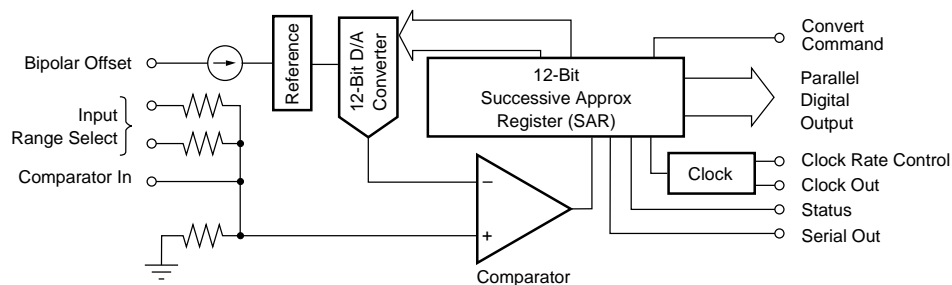 Bipolar Offset
Input
Range Select
Comparator In
Reference
12-Bit D/A
Converter
12-Bit
Successive Approx
Register (SAR)
−
+
Comparator
Clock
Convert
Command
Parallel
Digital
Output
Clock Rate Control
Clock Out
Status
Serial Out